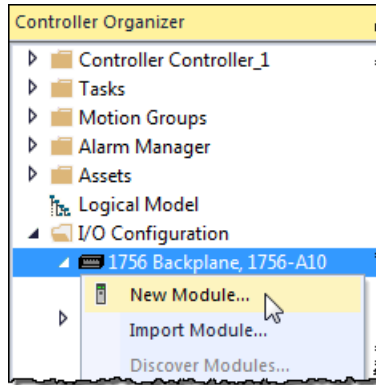 Controller Organizer
Controller Controller_1
Tasks
Motion Groups
Alarm Manager
Assets
Logical Model
I/O Configuration
1756 Backplane, 1756-A10
New Module...
Import Module...
Discover Modules...